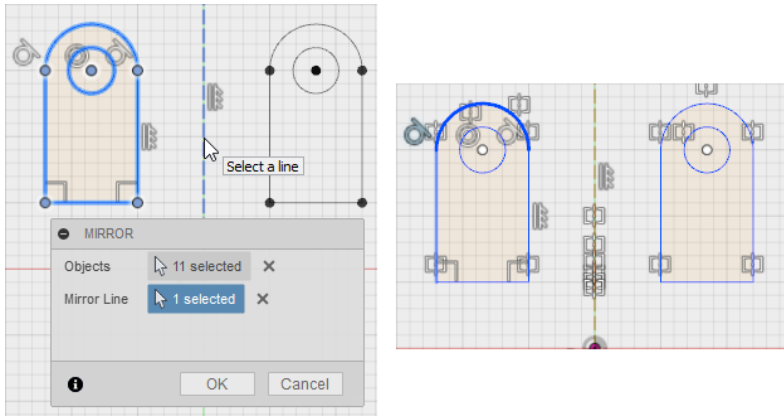 Select a line
MIRROR
Objects 11 selected
Mirror Line 1 selected
OK Cancel